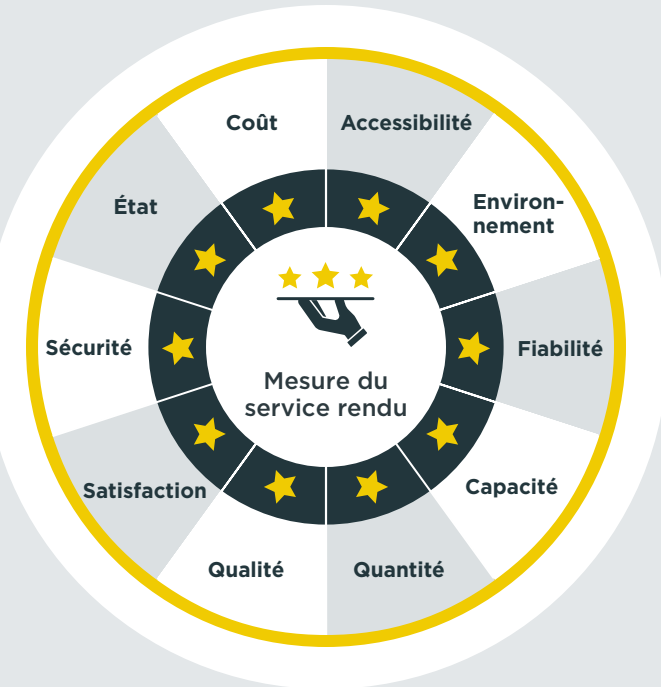 Coût
Accessibilité
Environ-
nement
État
Sécurité
Fiabilité
Mesure du
service rendu
Satisfaction
Capacité
Qualité
Quantité